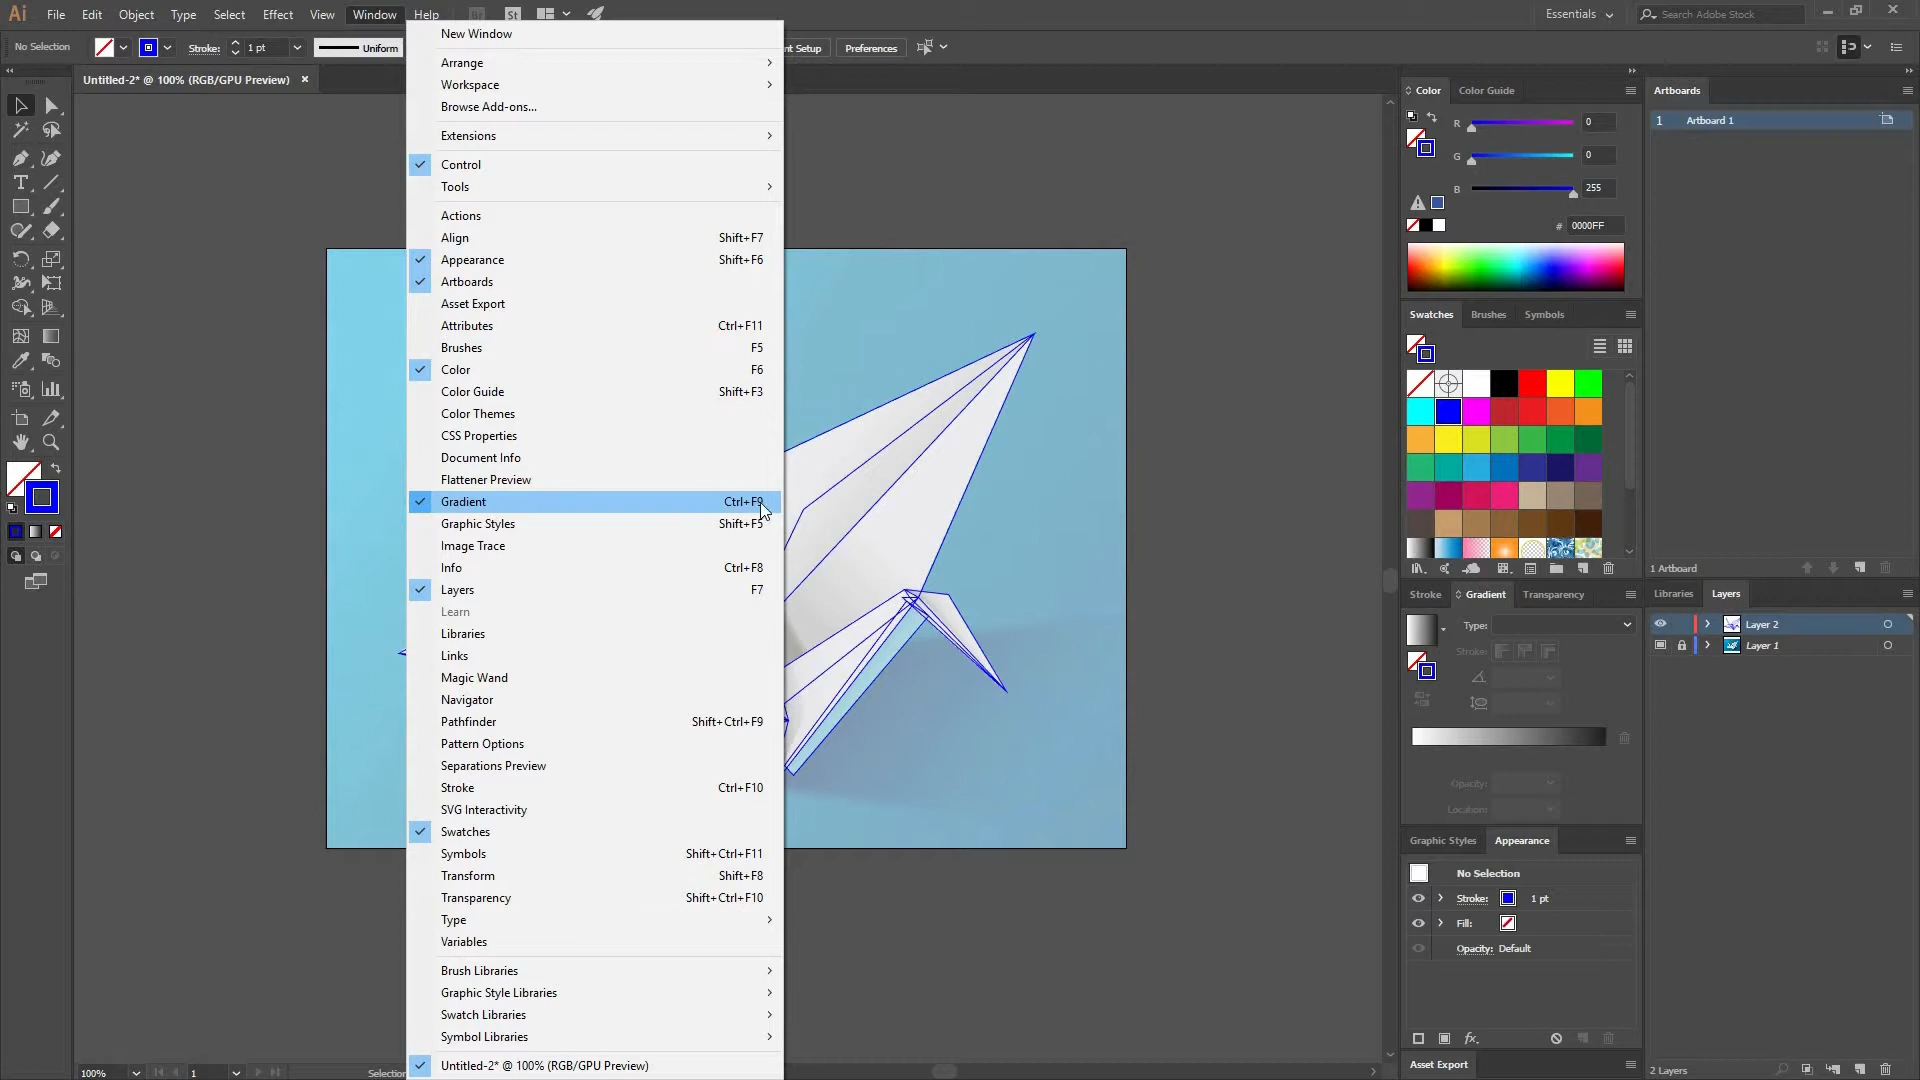 Ai File Edit Object Type Select Effect View Window Help Br St Essentials Search Adobe Stock
No Selection Stroke: 1 pt Uniform nt Setup Preferences
Untitled-2* @ 100% (RGB/GPU Preview)
New Window
Arrange
Workspace
Browse Add-ons...
Extensions
Control
Tools
Actions
Align Shift+F7
Appearance Shift+F6
Artboards
Asset Export
Attributes Ctrl+F11
Brushes F5
Color F6
Color Guide Shift+F3
Color Themes
CSS Properties
Document Info
Flattener Preview
Gradient Ctrl+F9
Graphic Styles Shift+F5
Image Trace
Info Ctrl+F8
Layers F7
Learn
Libraries
Links
Magic Wand
Navigator
Pathfinder Shift+Ctrl+F9
Pattern Options
Separations Preview
Stroke Ctrl+F10
SVG Interactivity
Swatches
Symbols Shift+Ctrl+F11
Transform Shift+F8
Transparency Shift+Ctrl+F10
Type
Variables
Brush Libraries
Graphic Style Libraries
Swatch Libraries
Symbol Libraries
Untitled-2* @ 100% (RGB/GPU Preview)
100% 1 Selection
Color Color Guide
R 0
G 0
B 255
# 0000FF
Swatches Brushes Symbols
Stroke Gradient Transparency
Type:
Stroke:
Opacity:
Location:
Graphic Styles Appearance
No Selection
Stroke: 1 pt
Fill:
Opacity: Default
Asset Export
Artboards
1 Artboard 1
1 Artboard
Libraries Layers
Layer 2
Layer 1
2 Layers